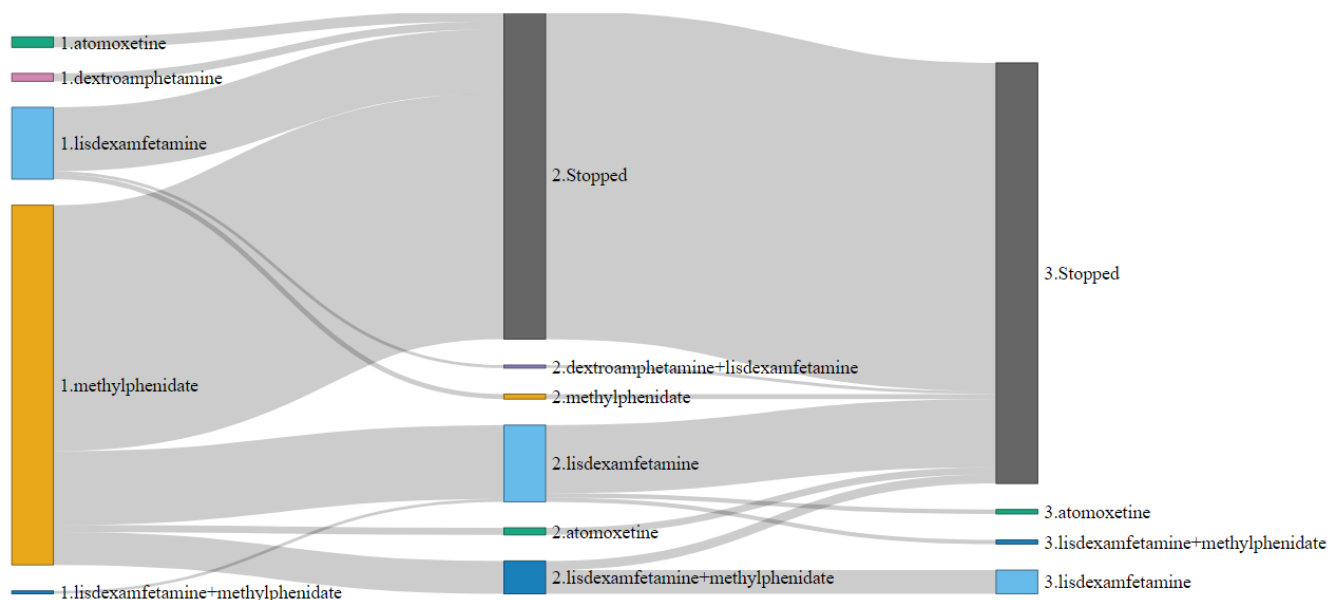 1.atomoxetine
1.dextroamphetamine
1.lisdexamfetamine
1.methylphenidate
1.lisdexamfetamine+methylphenidate
2.Stopped
2.dextroamphetamine+lisdexamfetamine
2.methylphenidate
2.lisdexamfetamine
2.atomoxetine
2.lisdexamfetamine+methylphenidate
3.Stopped
3.atomoxetine
3.lisdexamfetamine+methylphenidate
3.lisdexamfetamine